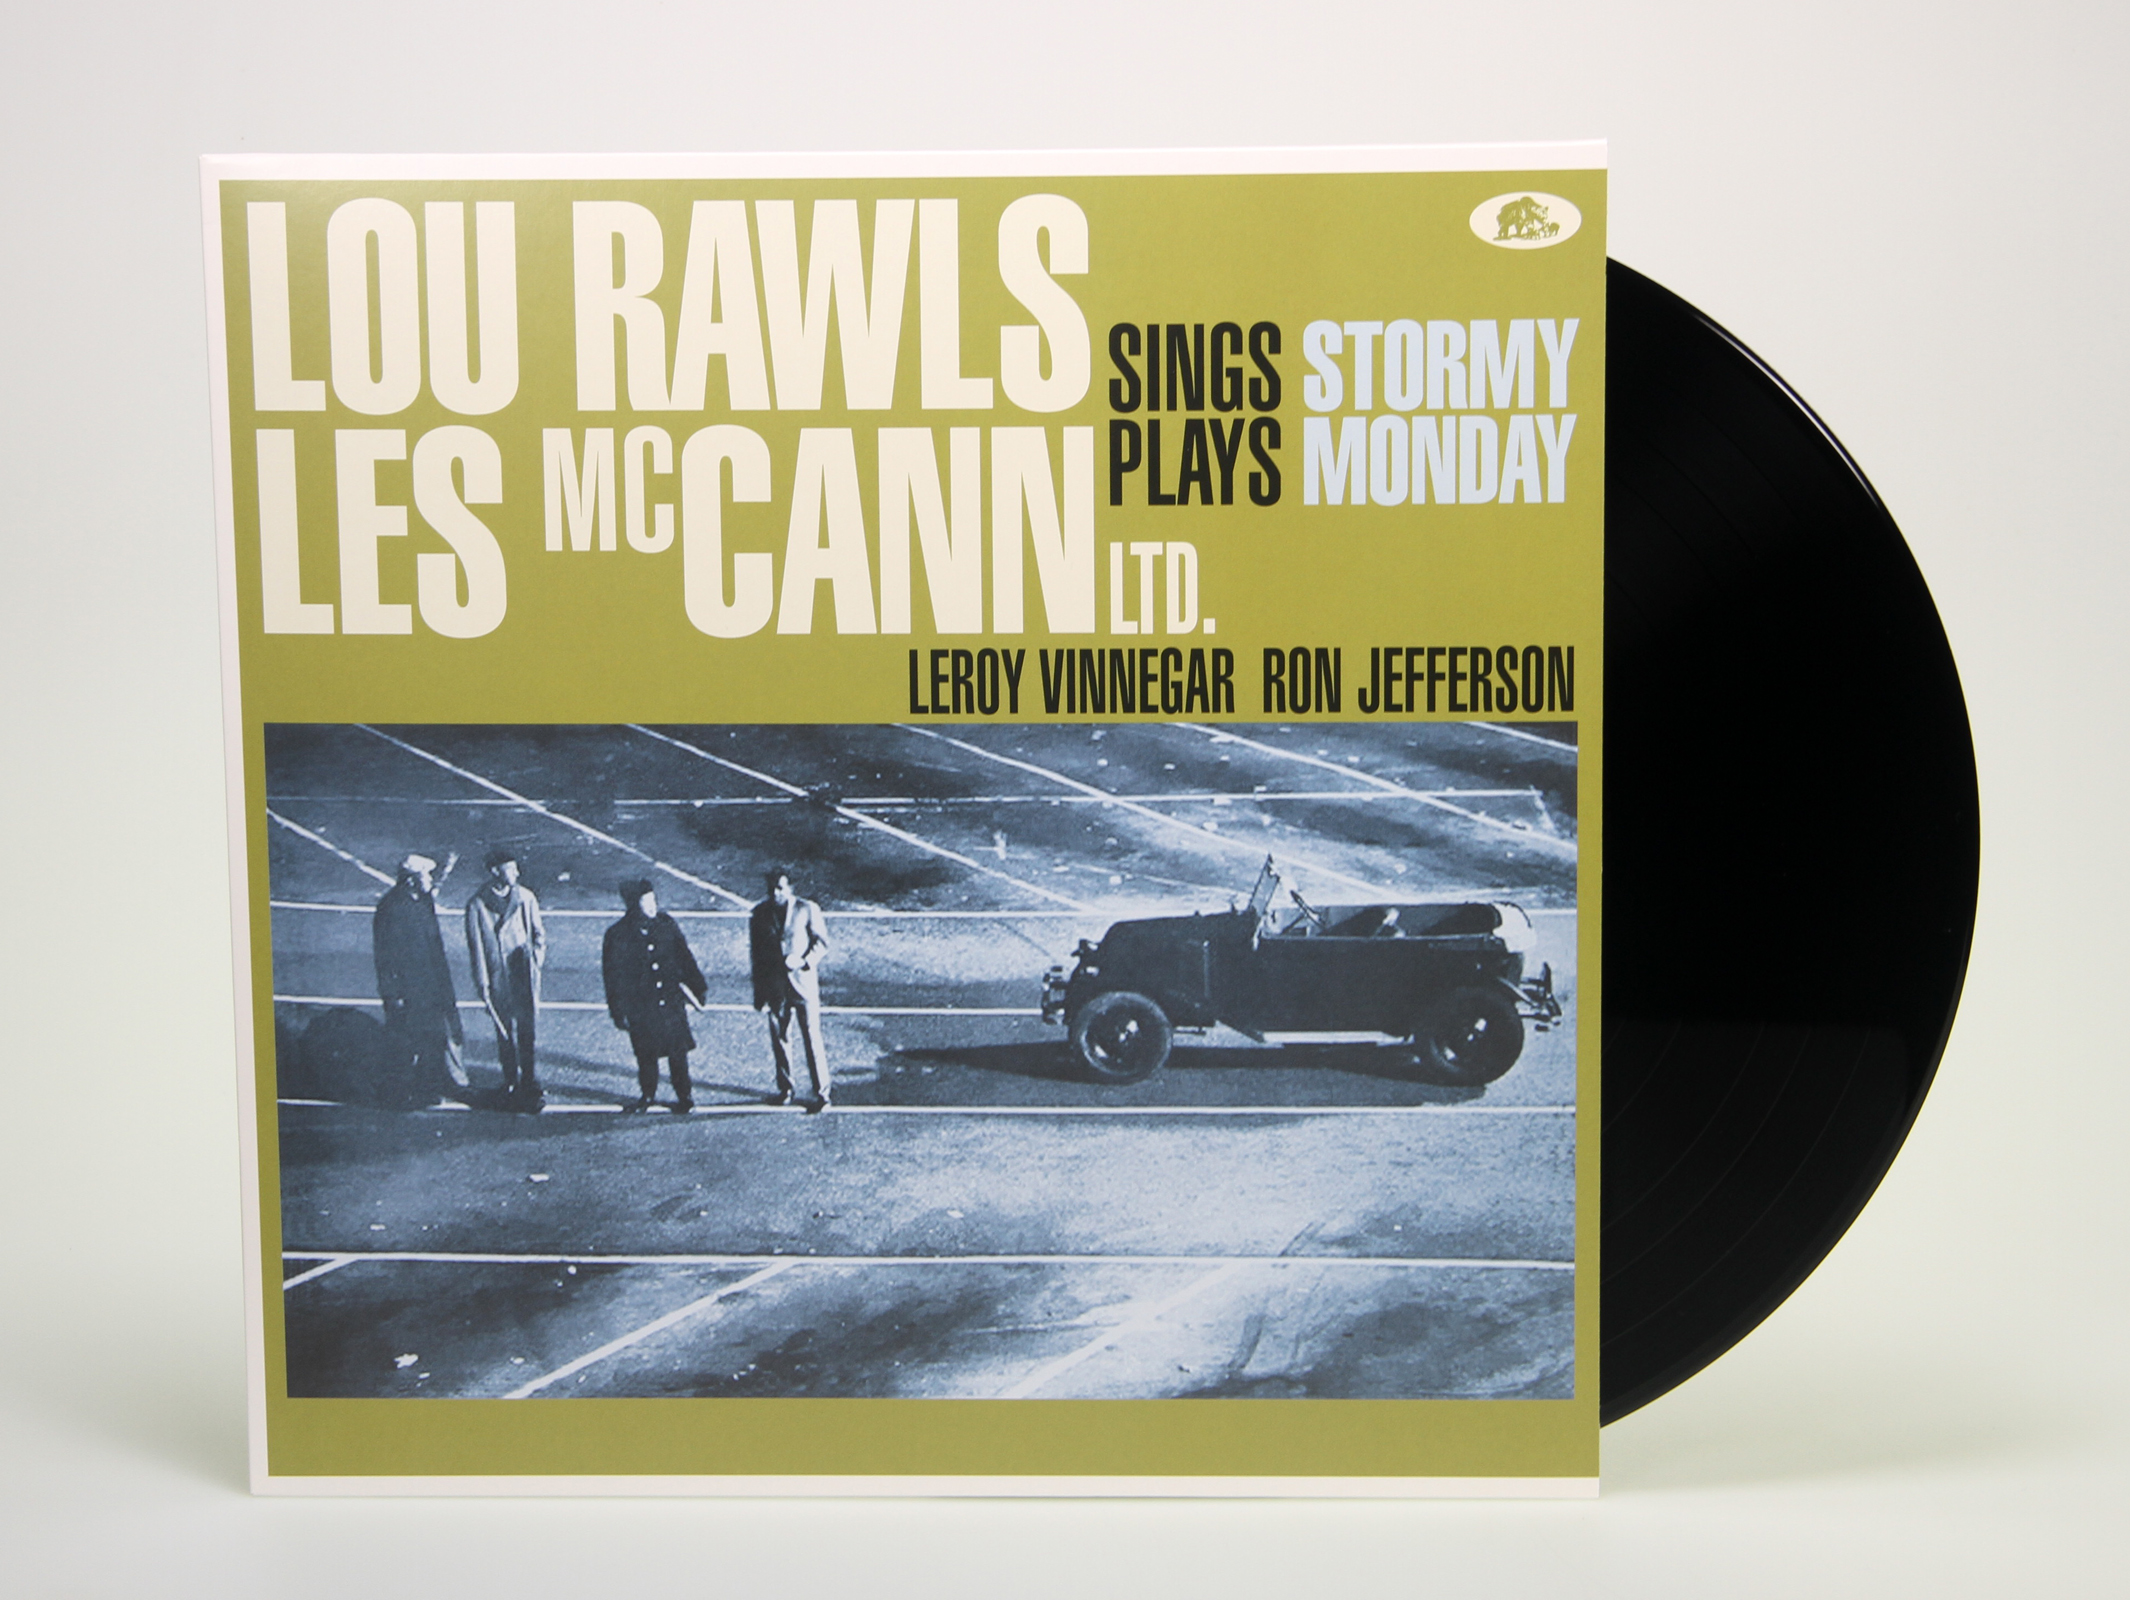 LOU RAWLS SINGS STORMY
LES MCCANN LTD. PLAYS MONDAY
LEROY VINNEGAR RON JEFFERSON